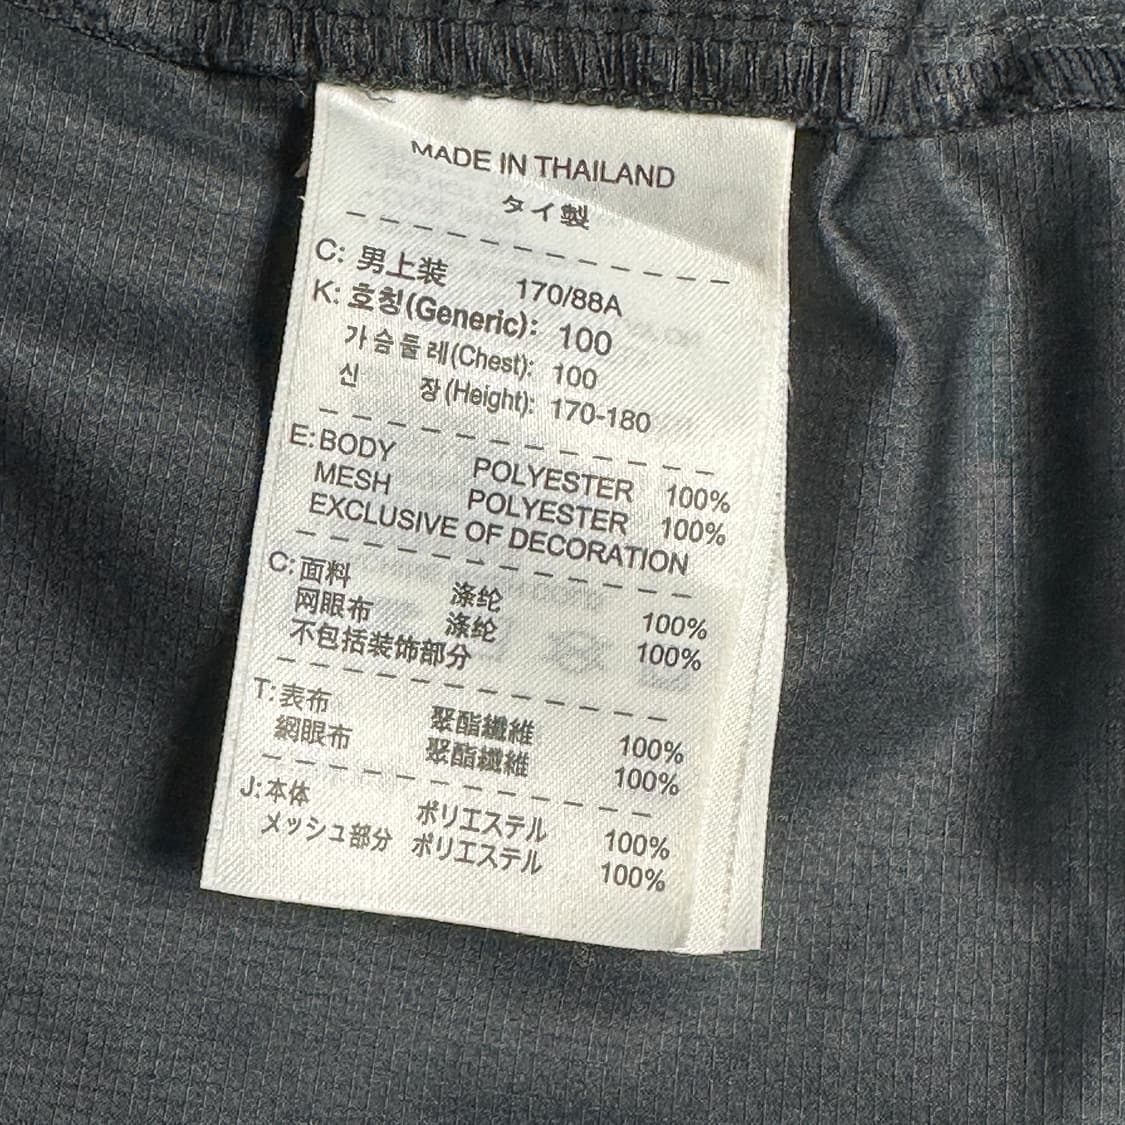 MADE IN THAILAND
タイ製
C: 男上装 170/88A
K: 호칭(Generic): 100
가슴둘레(Chest): 100
신 장(Height): 170-180
E: BODY POLYESTER 100%
MESH POLYESTER 100%
EXCLUSIVE OF DECORATION
C: 面料 涤纶 100%
网眼布 涤纶 100%
不包括装饰部分
T: 表布 聚酯纖維 100%
網眼布 聚酯纖維 100%
J: 本体 ポリエステル 100%
メッシュ部分 ポリエステル 100%